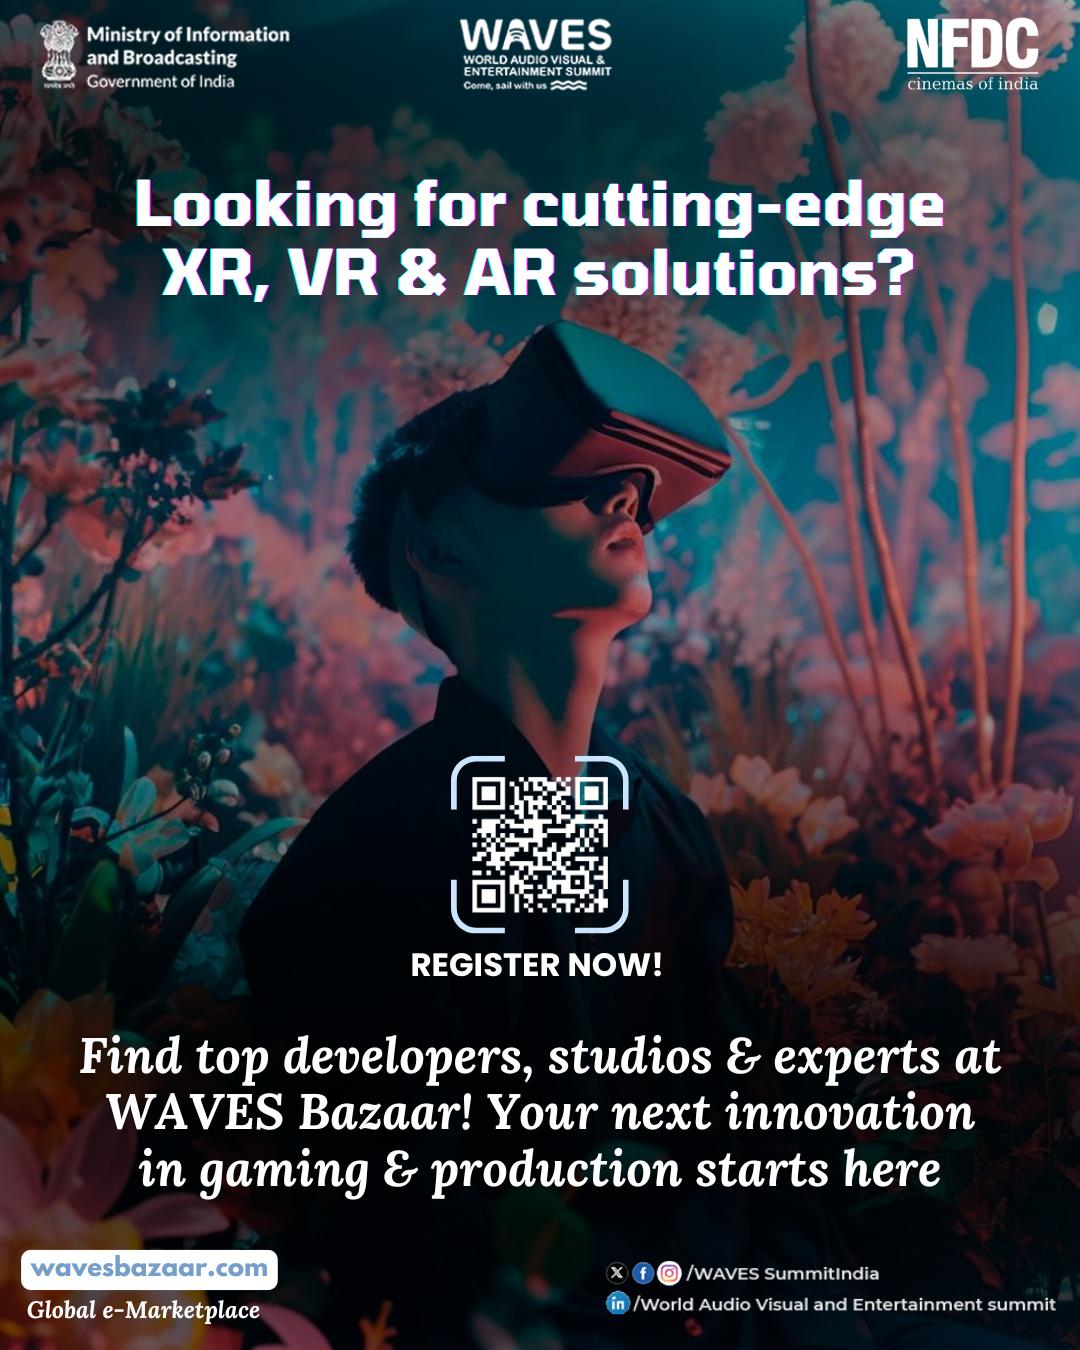 Ministry of Information
and Broadcasting
Government of India
WAVES
WORLD AUDIO VISUAL &
ENTERTAINMENT SUMMIT
Come, sail with us
NFDC
cinemas of india
Looking for cutting-edge
XR, VR & AR solutions?
REGISTER NOW!
Find top developers, studios & experts at
WAVES Bazaar! Your next innovation
in gaming & production starts here
wavesbazaar.com
Global e-Marketplace
/WAVES SummitIndia
/World Audio Visual and Entertainment summit